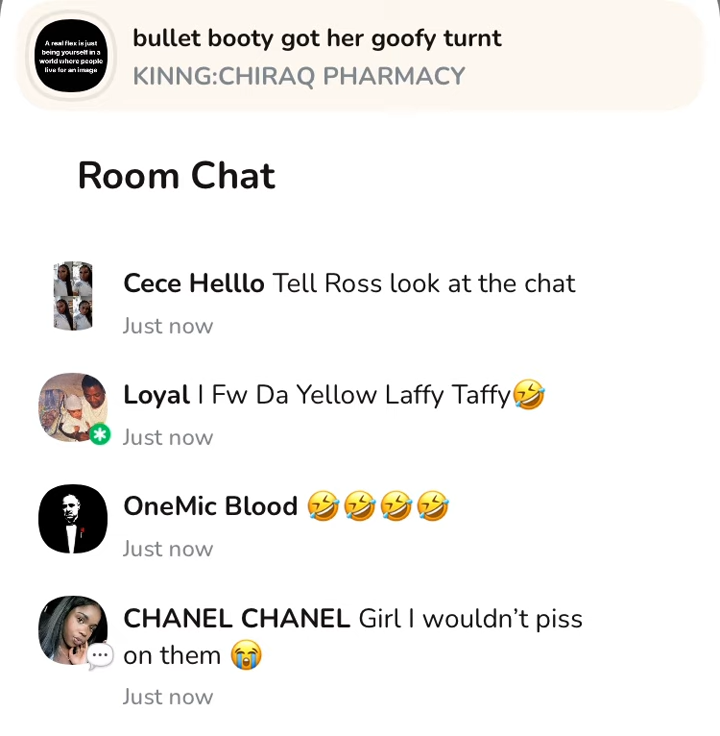 A real flex is just
being yourself in a
world where people
live for an image
bullet booty got her goofy turnt
KINNG:CHIRAQ PHARMACY
Room Chat
Cece Helllo Tell Ross look at the chat
Just now
Loyal I Fw Da Yellow Laffy Taffy🤣
Just now
OneMic Blood 🤣🤣🤣🤣
Just now
CHANEL CHANEL Girl I wouldn’t piss
on them 😭
Just now